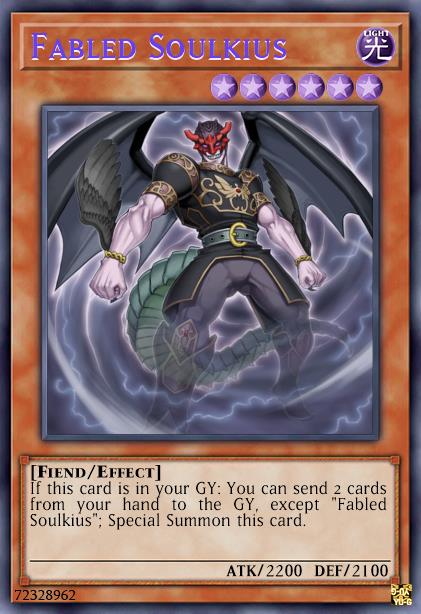 Fabled Soulkius
LIGHT
光
[Fiend/Effect]
If this card is in your GY: You can send 2 cards
from your hand to the GY, except "Fabled
Soulkius"; Special Summon this card.
ATK/2200 DEF/2100
72328962